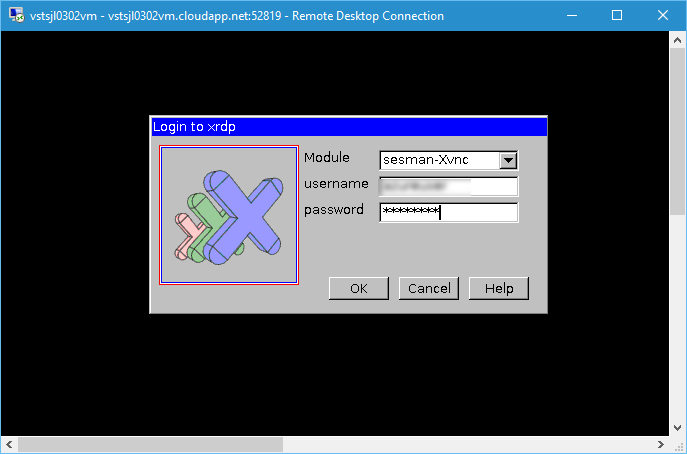 vstsjl0302vm - vstsjl0302vm.cloudapp.net:52819 - Remote Desktop Connection
Login to xrdp
Module sesman-Xvnc
username
password ********
OK Cancel Help